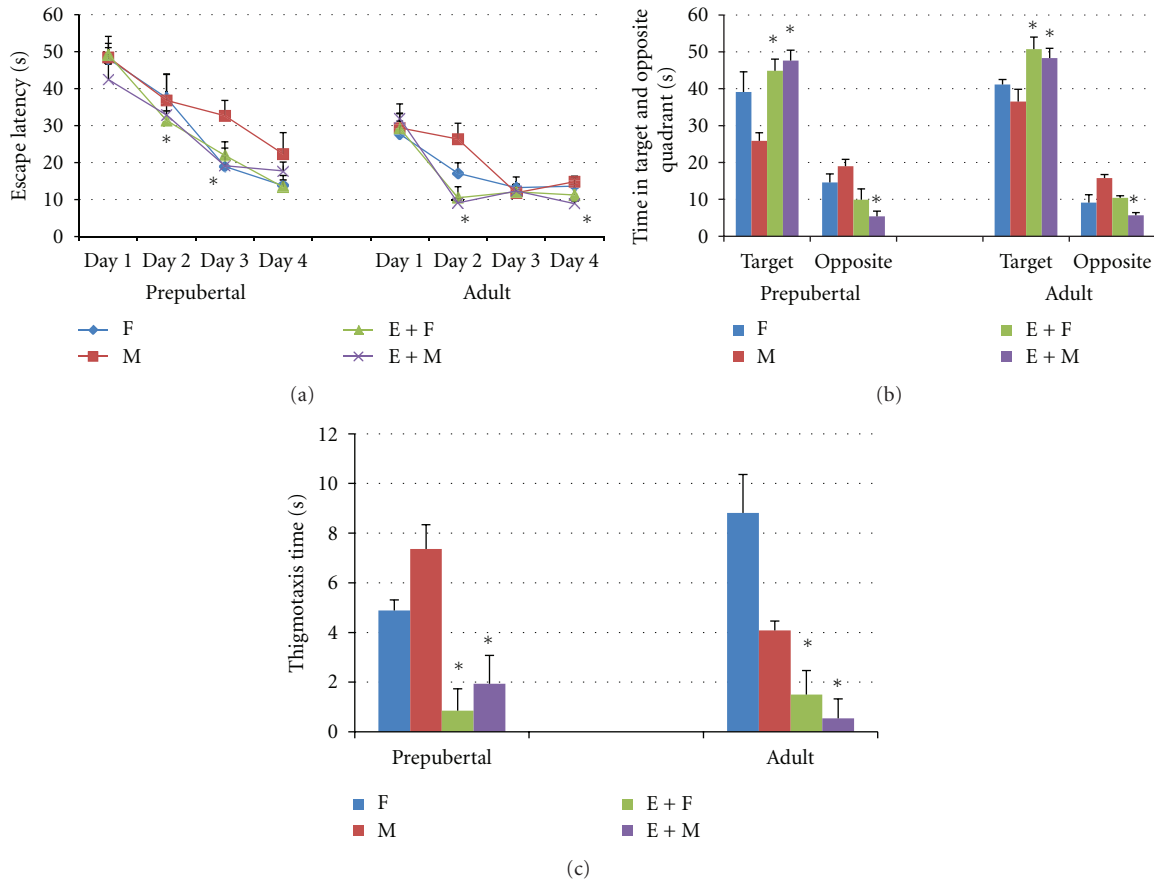 60
50
40
30
20
10
0
Escape latency (s)
*
*
*
*
Day 1 Day 2 Day 3 Day 4 Day 1 Day 2 Day 3 Day 4
Prepubertal Adult
F E + F
M E + M
(a)
60
50
40
30
20
10
0
Time in target and opposite
quadrant (s)
* * * *
* *
Target Opposite Target Opposite
Prepubertal Adult
F E + F
M E + M
(b)
12
10
8
6
4
2
0
Thigmotaxis time (s)
* * * *
Prepubertal Adult
F E + F
M E + M
(c)